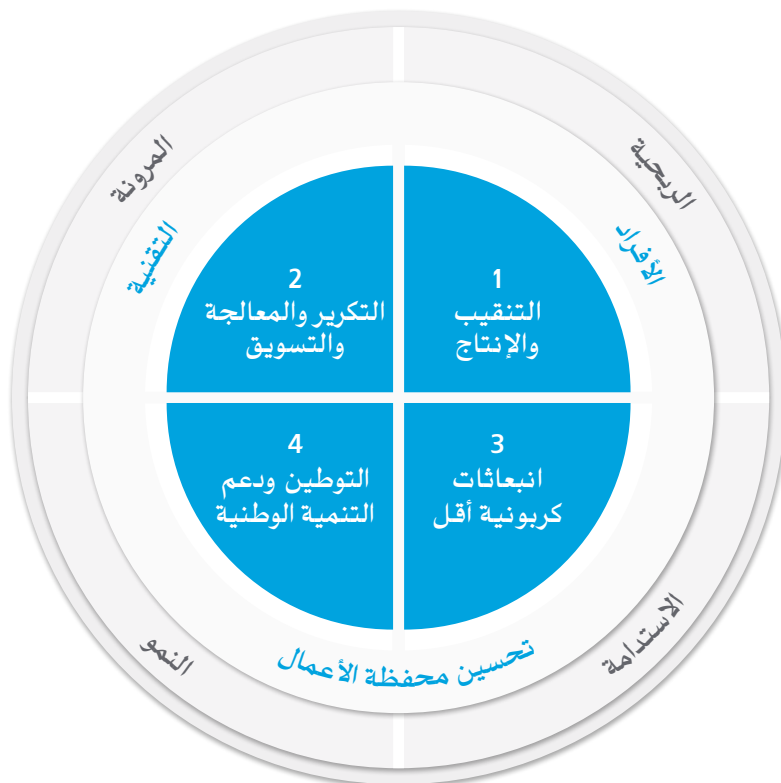 المرونة
الربحية
التقنية
الأفراد
1
التنقيب
والإنتاج
2
التكرير والمعالجة
والتسويق
3
انبعاثات
كربونية أقل
4
التوطين ودعم
التنمية الوطنية
تحسين محفظة الأعمال
الاستدامة
النمو